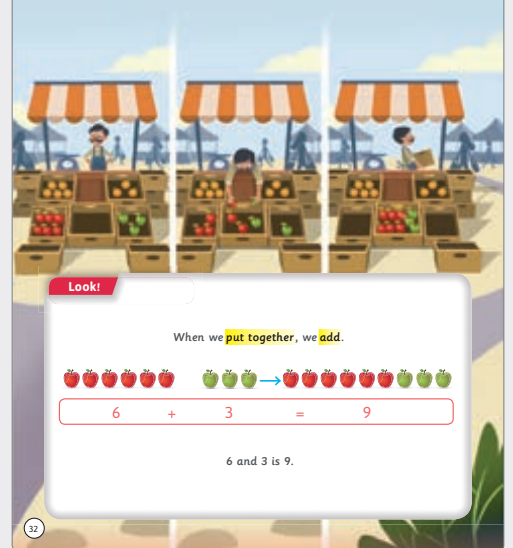 Look!
When we put together, we add.
6 + 3 = 9
6 and 3 is 9.
32